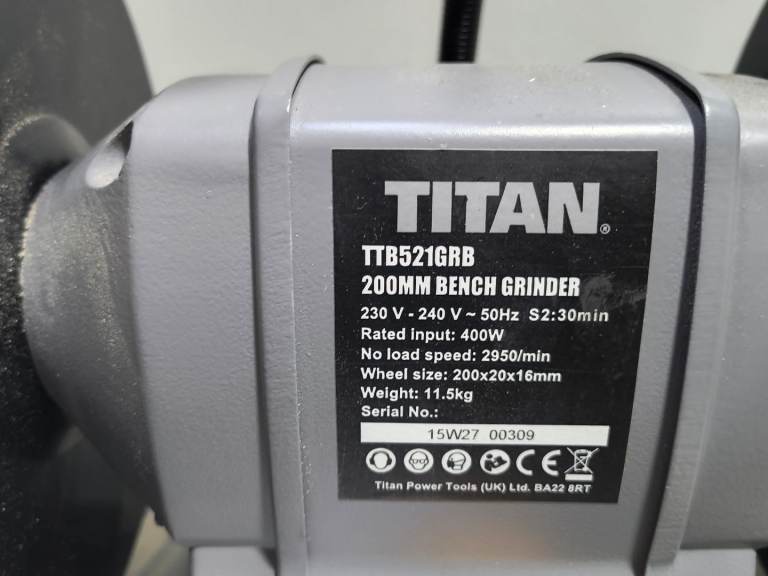 TITAN®
TTB521GRB
200MM BENCH GRINDER
230 V - 240 V ~ 50Hz S2:30min
Rated input: 400W
No load speed: 2950/min
Wheel size: 200x20x16mm
Weight: 11.5kg
Serial No.:
15W27 00309
CE
Titan Power Tools (UK) Ltd. BA22 8RT